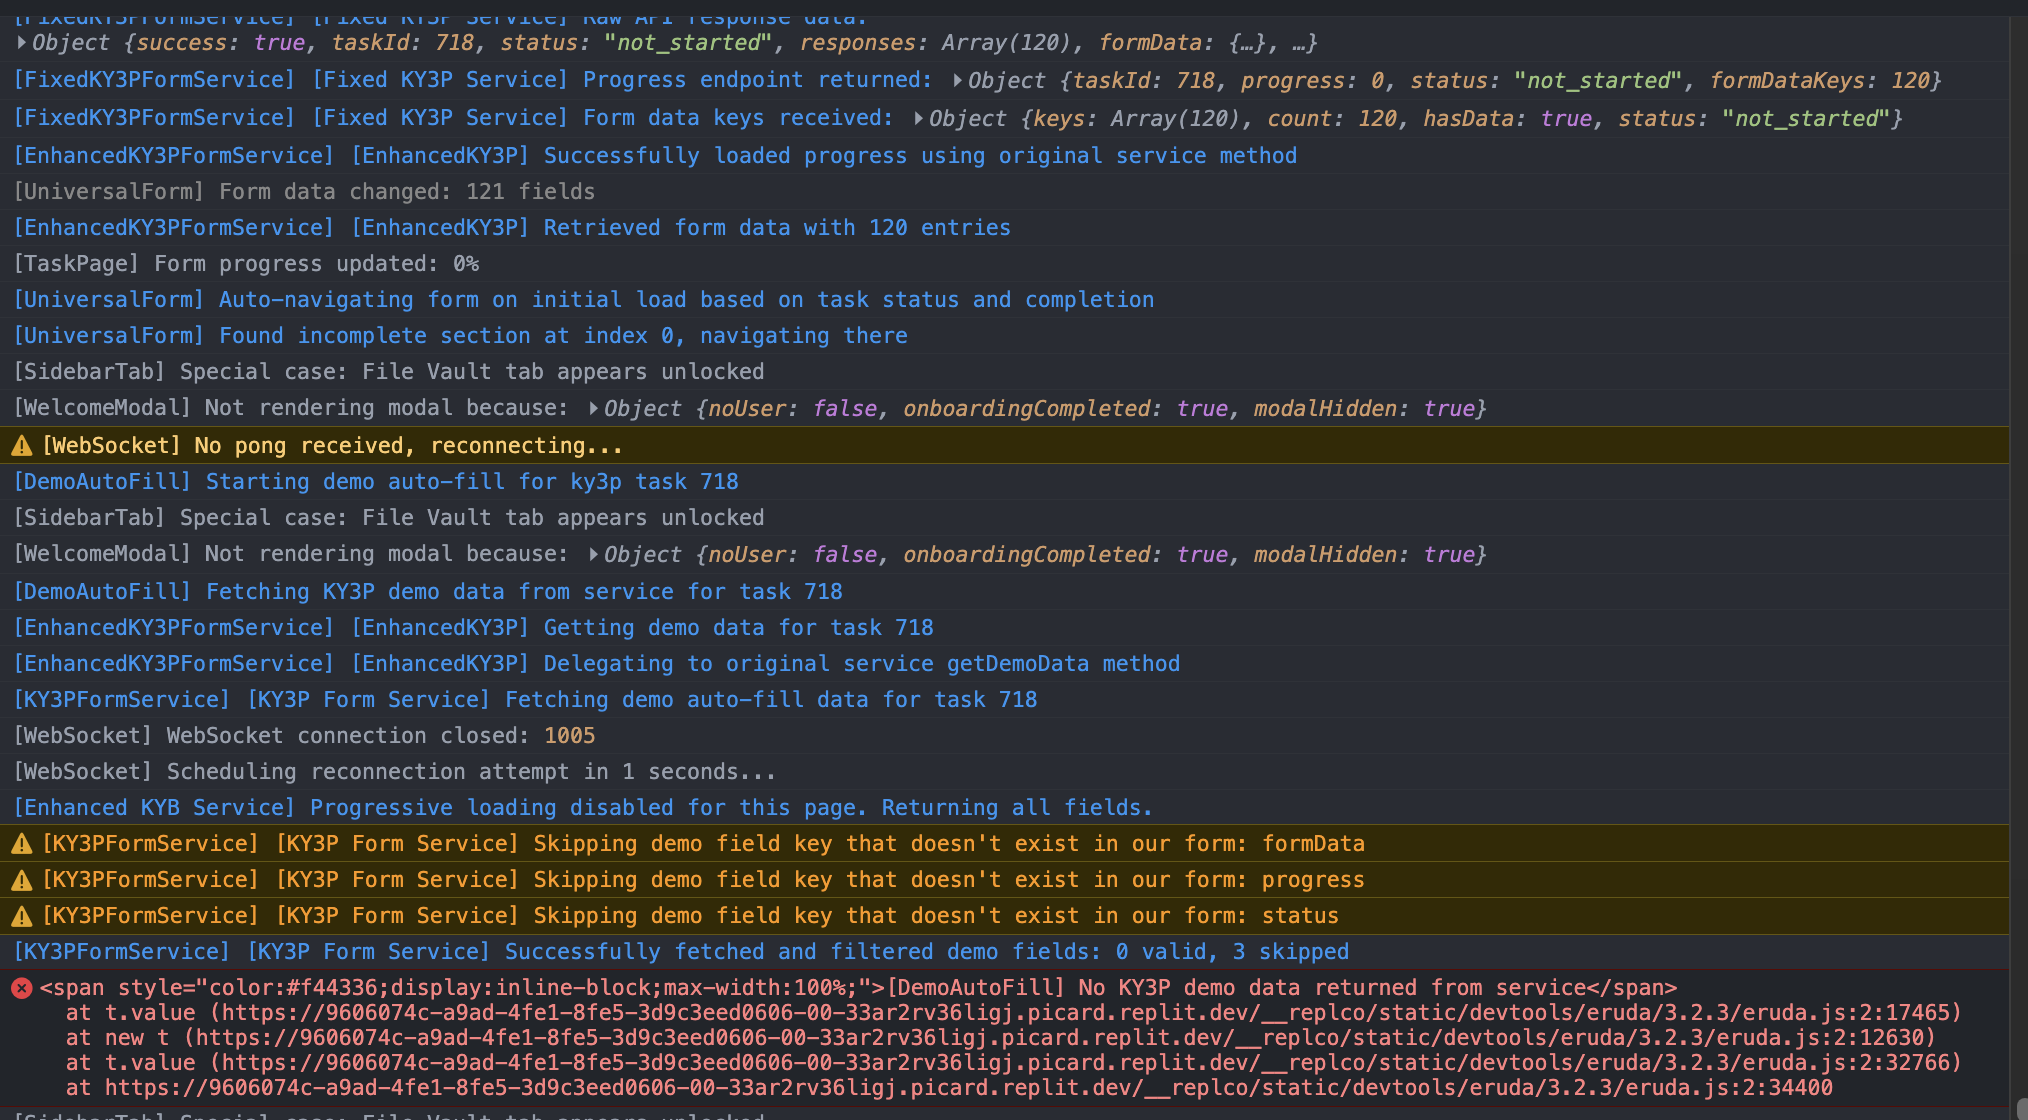 [FixedKY3PFormService] [Fixed KY3P Service] Raw API response data:
Object {success: true, taskId: 718, status: "not_started", responses: Array(120), formData: {…}, …}
[FixedKY3PFormService] [Fixed KY3P Service] Progress endpoint returned: Object {taskId: 718, progress: 0, status: "not_started", formDataKeys: 120}
[FixedKY3PFormService] [Fixed KY3P Service] Form data keys received: Object {keys: Array(120), count: 120, hasData: true, status: "not_started"}
[EnhancedKY3PFormService] [EnhancedKY3P] Successfully loaded progress using original service method
[UniversalForm] Form data changed: 121 fields
[EnhancedKY3PFormService] [EnhancedKY3P] Retrieved form data with 120 entries
[TaskPage] Form progress updated: 0%
[UniversalForm] Auto-navigating form on initial load based on task status and completion
[UniversalForm] Found incomplete section at index 0, navigating there
[SidebarTab] Special case: File Vault tab appears unlocked
[WelcomeModal] Not rendering modal because: Object {noUser: false, onboardingCompleted: true, modalHidden: true}
[WebSocket] No pong received, reconnecting...
[DemoAutoFill] Starting demo auto-fill for ky3p task 718
[SidebarTab] Special case: File Vault tab appears unlocked
[WelcomeModal] Not rendering modal because: Object {noUser: false, onboardingCompleted: true, modalHidden: true}
[DemoAutoFill] Fetching KY3P demo data from service for task 718
[EnhancedKY3PFormService] [EnhancedKY3P] Getting demo data for task 718
[EnhancedKY3PFormService] [EnhancedKY3P] Delegating to original service getDemoData method
[KY3PFormService] [KY3P Form Service] Fetching demo auto-fill data for task 718
[WebSocket] WebSocket connection closed: 1005
[WebSocket] Scheduling reconnection attempt in 1 seconds...
[Enhanced KYB Service] Progressive loading disabled for this page. Returning all fields.
[KY3PFormService] [KY3P Form Service] Skipping demo field key that doesn't exist in our form: formData
[KY3PFormService] [KY3P Form Service] Skipping demo field key that doesn't exist in our form: progress
[KY3PFormService] [KY3P Form Service] Skipping demo field key that doesn't exist in our form: status
[KY3PFormService] [KY3P Form Service] Successfully fetched and filtered demo fields: 0 valid, 3 skipped
<span style="color:#f44336;display:inline-block;max-width:100%;">[DemoAutoFill] No KY3P demo data returned from service</span>
at t.value (https://9606074c-a9ad-4fe1-8fe5-3d9c3eed0606-00-33ar2rv36ligj.picard.replit.dev/__replco/static/devtools/eruda/3.2.3/eruda.js:2:17465)
at new t (https://9606074c-a9ad-4fe1-8fe5-3d9c3eed0606-00-33ar2rv36ligj.picard.replit.dev/__replco/static/devtools/eruda/3.2.3/eruda.js:2:12630)
at t.value (https://9606074c-a9ad-4fe1-8fe5-3d9c3eed0606-00-33ar2rv36ligj.picard.replit.dev/__replco/static/devtools/eruda/3.2.3/eruda.js:2:32766)
at https://9606074c-a9ad-4fe1-8fe5-3d9c3eed0606-00-33ar2rv36ligj.picard.replit.dev/__replco/static/devtools/eruda/3.2.3/eruda.js:2:34400
[SidebarTab] Special case: File Vault tab appears unlocked